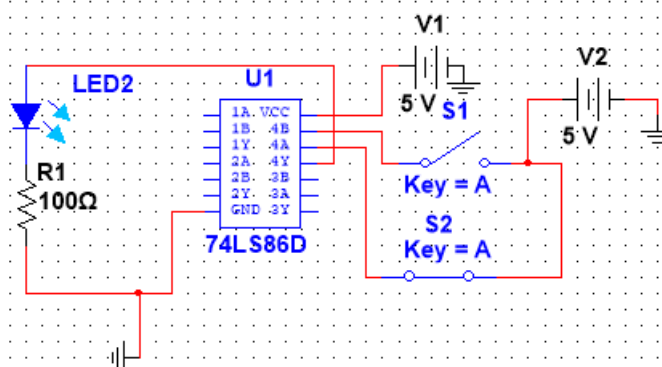 V1
V2
LED2
U1
5 V
S1
5 V
1A VCC
1B 4B
1Y 4A
2A 4Y
2B 3B
2Y 3A
GND 3Y
R1
100Ω
Key = A
S2
Key = A
74LS86D